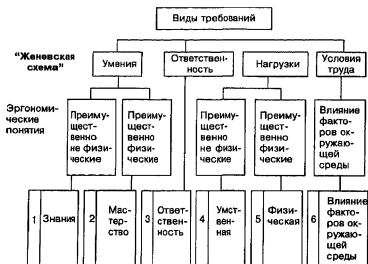 Виды требований
"Женевская
схема"
Умения
Ответствен-
ность
Нагрузки
Условия
труда
Эргономи-
ческие
понятия
Преиму-
щест-
венно
не физи-
ческие
Преиму-
щест-
венно
физи-
ческие
Преиму-
щест-
венно
не физи-
ческие
Преиму-
щест-
венно
физи-
ческие
Влияние
факто-
ров ок-
ружаю-
щей
среды
1 Знания
2 Мас-
терст-
во
3 Ответ-
ствен-
ность
4 Умст-
вен-
ная
5 Физи-
ческая
6 Влияние
факто-
ров ок-
ружаю-
щей
среды